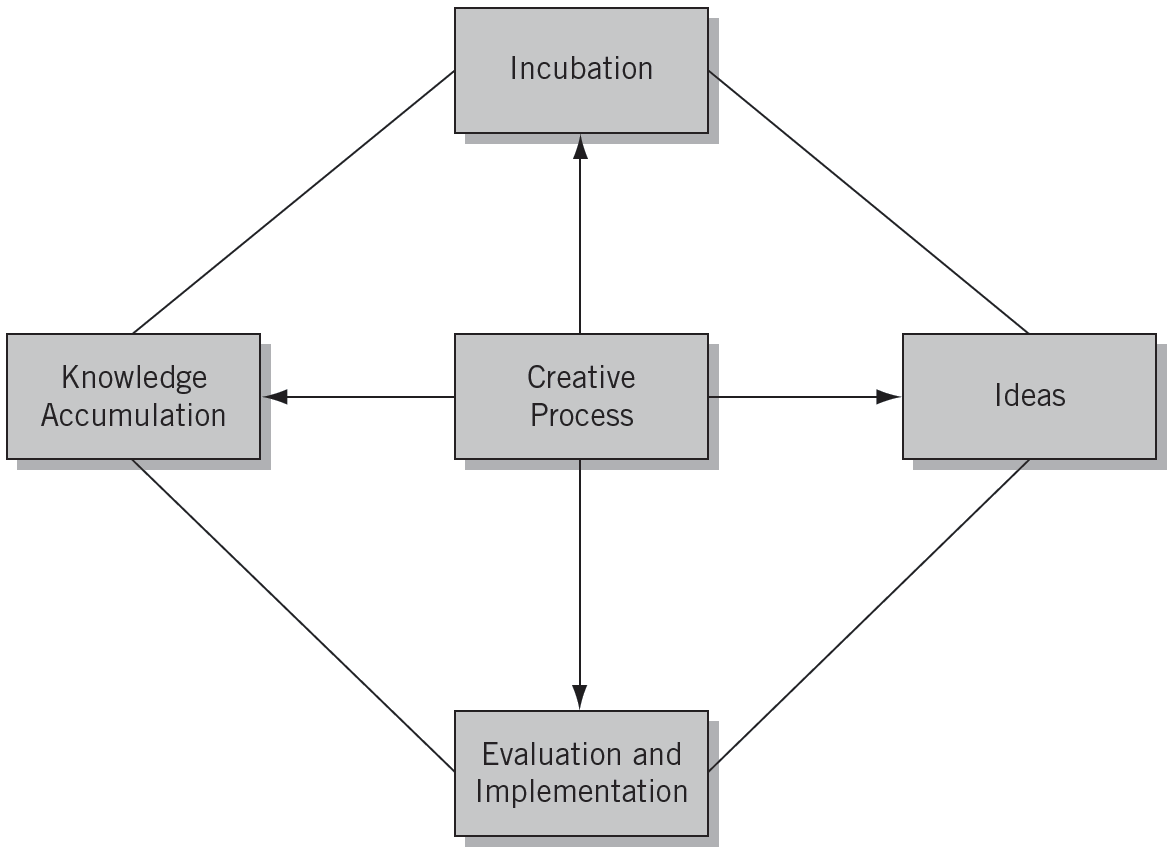 Incubation
Knowledge
Accumulation
Creative
Process
Ideas
Evaluation and
Implementation